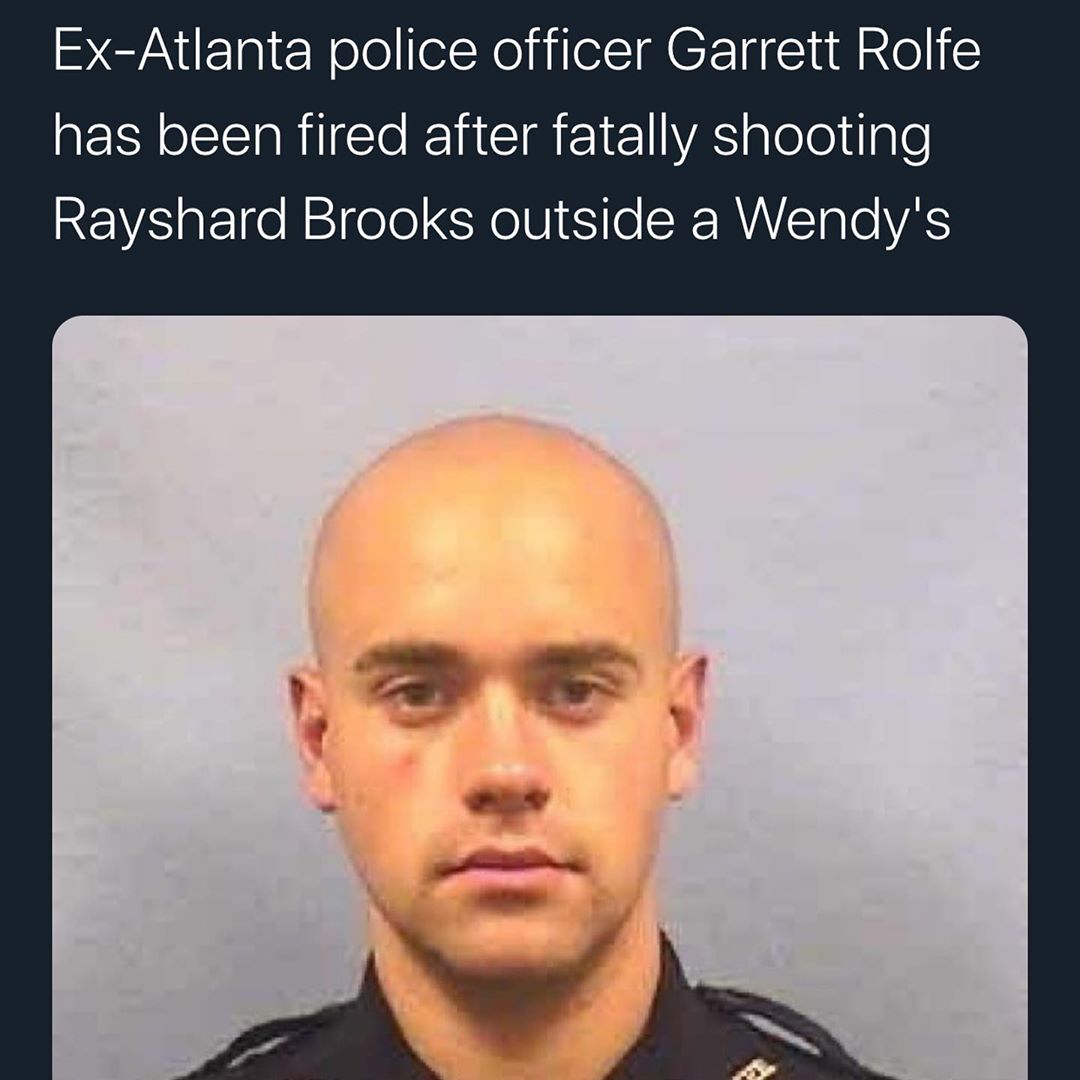 Ex-Atlanta police officer Garrett Rolfe
has been fired after fatally shooting
Rayshard Brooks outside a Wendy's